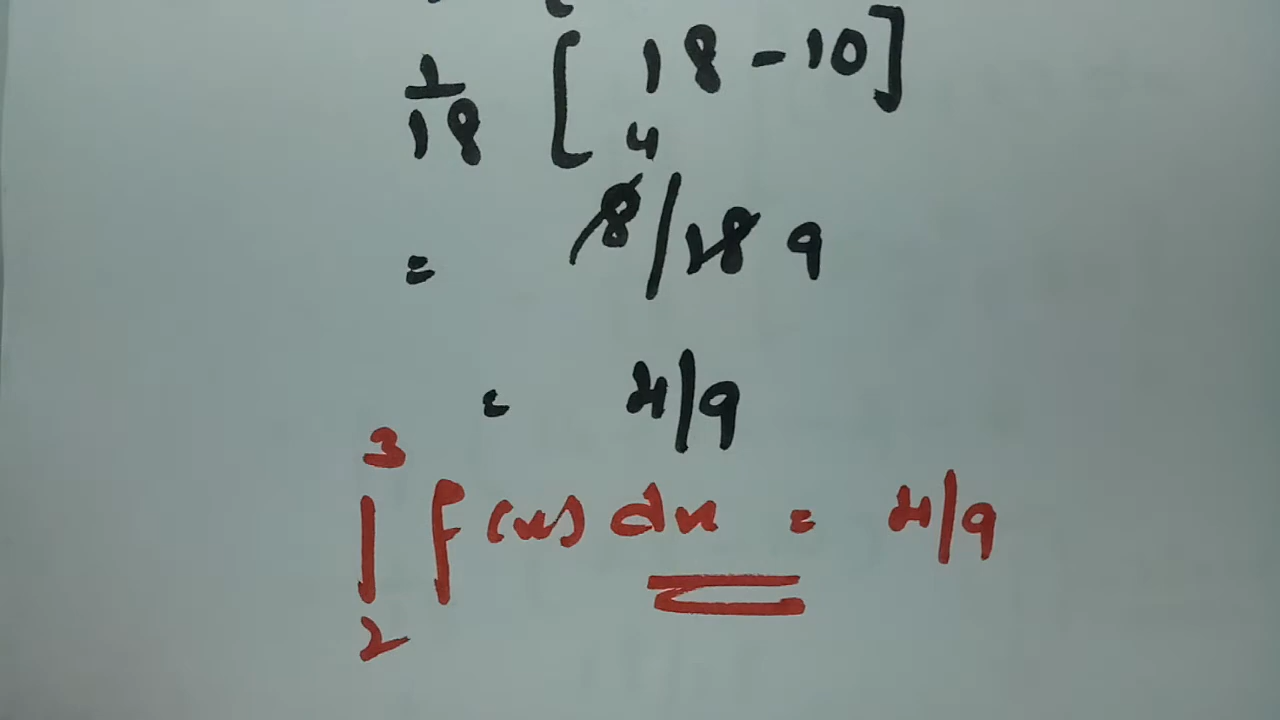 1/18 [ 18 - 10]
= 8/18 4 9
= 4/9
∫₂³ f(x) dx = 4/9